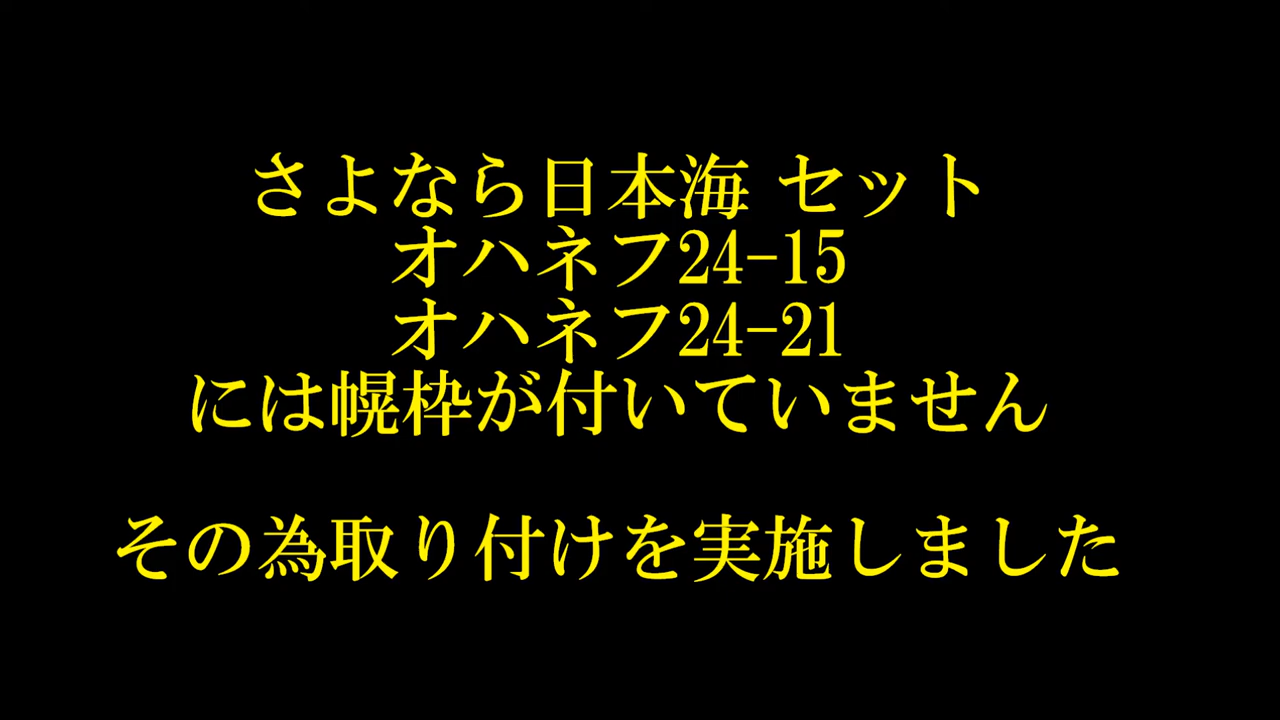 さよなら日本海 セット
オハネフ24-15
オハネフ24-21
には幌枠が付いていません
その為取り付けを実施しました